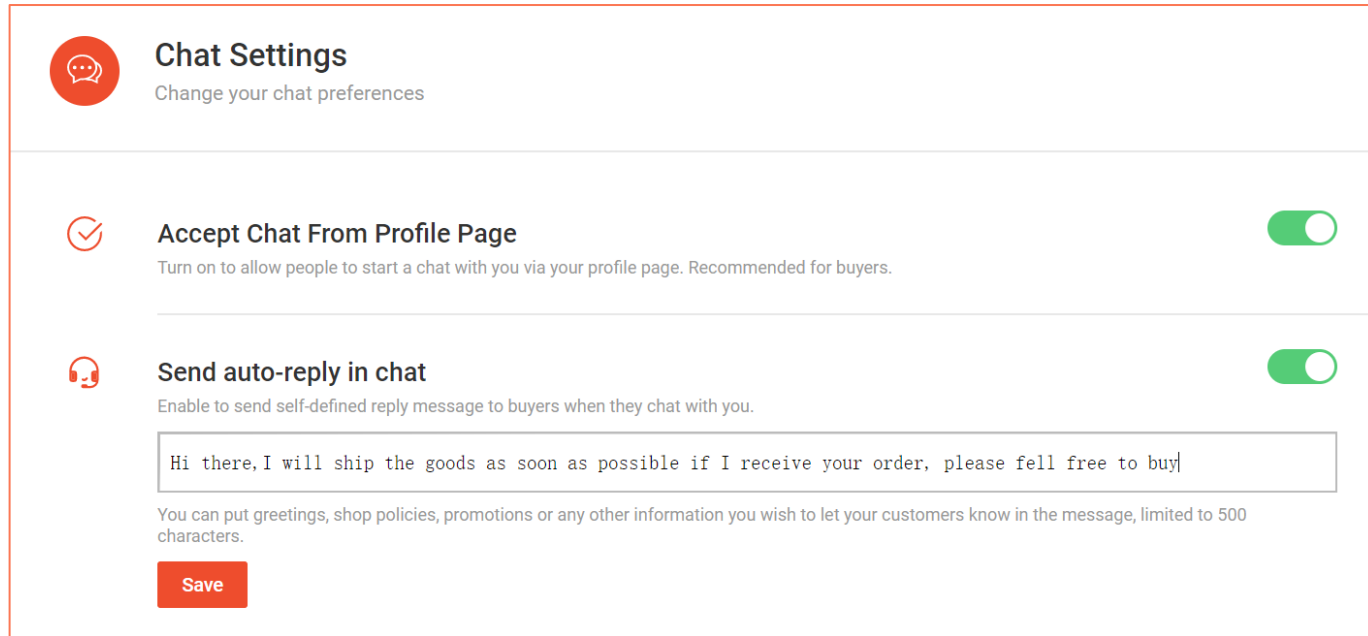 Chat Settings
Change your chat preferences
Accept Chat From Profile Page
Turn on to allow people to start a chat with you via your profile page. Recommended for buyers.
Send auto-reply in chat
Enable to send self-defined reply message to buyers when they chat with you.
Hi there,I will ship the goods as soon as possible if I receive your order, please fell free to buy
You can put greetings, shop policies, promotions or any other information you wish to let your customers know in the message, limited to 500
characters.
Save